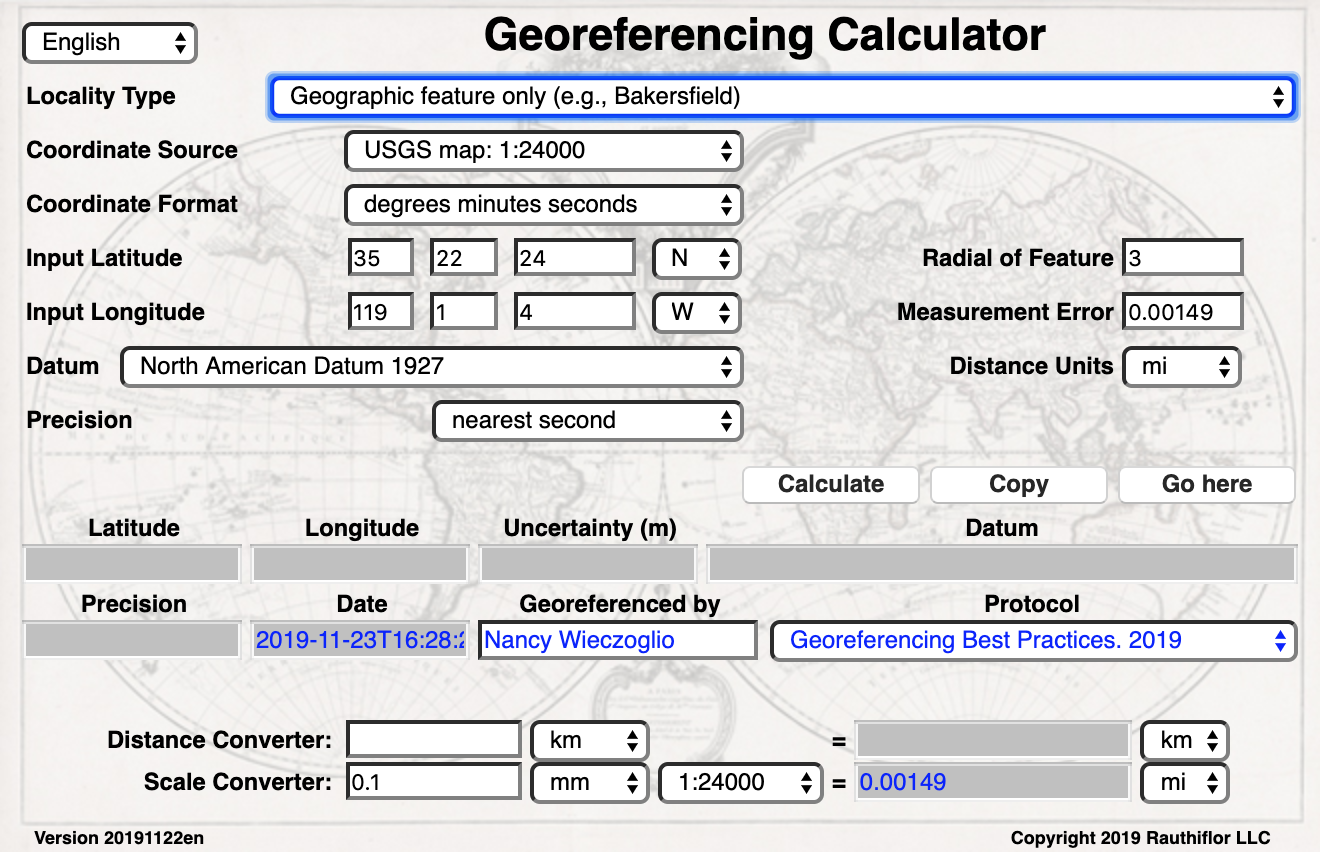 English
Georeferencing Calculator
Locality Type Geographic feature only (e.g., Bakersfield)
Coordinate Source USGS map: 1:24000
Coordinate Format degrees minutes seconds
Input Latitude 35 22 24 N Radial of Feature 3
Input Longitude 119 1 4 W Measurement Error 0.00149
Datum North American Datum 1927 Distance Units mi
Precision nearest second
Calculate Copy Go here
Latitude Longitude Uncertainty (m) Datum
Precision Date Georeferenced by Protocol
2019-11-23T16:28: Nancy Wieczoglio Georeferencing Best Practices. 2019
Distance Converter: km = km
Scale Converter: 0.1 mm 1:24000 = 0.00149 mi
Version 20191122en Copyright 2019 Rauthiflor LLC